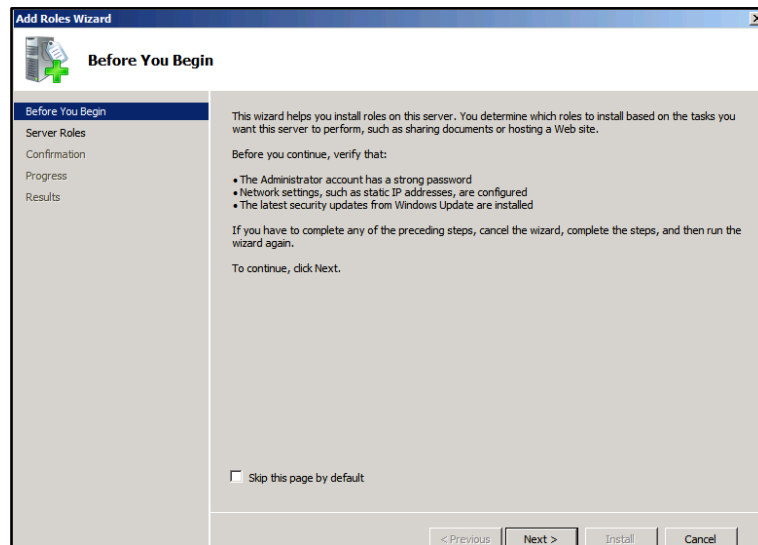 Add Roles Wizard
Before You Begin
Before You Begin
Server Roles
Confirmation
Progress
Results
This wizard helps you install roles on this server. You determine which roles to install based on the tasks you
want this server to perform, such as sharing documents or hosting a Web site.
Before you continue, verify that:
• The Administrator account has a strong password
• Network settings, such as static IP addresses, are configured
• The latest security updates from Windows Update are installed
If you have to complete any of the preceding steps, cancel the wizard, complete the steps, and then run the
wizard again.
To continue, click Next.
Skip this page by default
< Previous
Next >
Install
Cancel